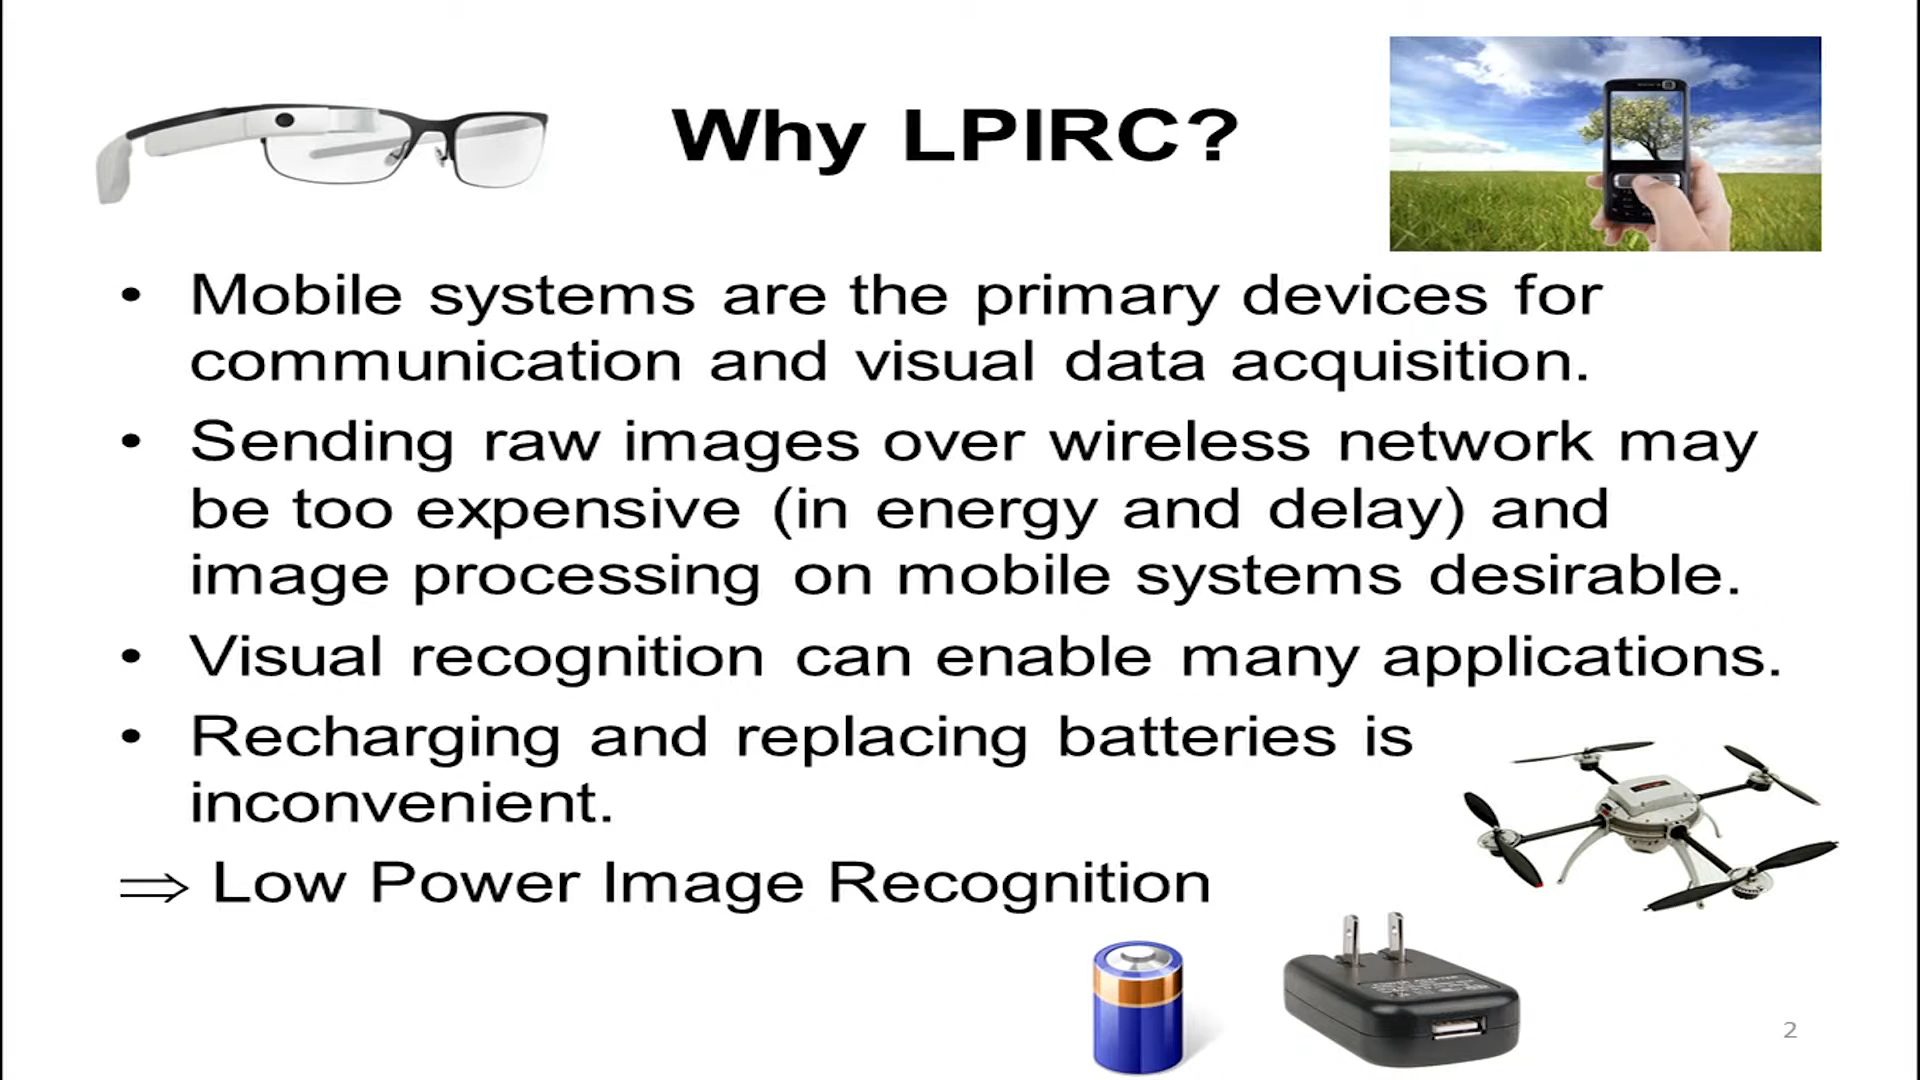 Why LPIRC?
• Mobile systems are the primary devices for
communication and visual data acquisition.
• Sending raw images over wireless network may
be too expensive (in energy and delay) and
image processing on mobile systems desirable.
• Visual recognition can enable many applications.
• Recharging and replacing batteries is
inconvenient.
⇒ Low Power Image Recognition
2